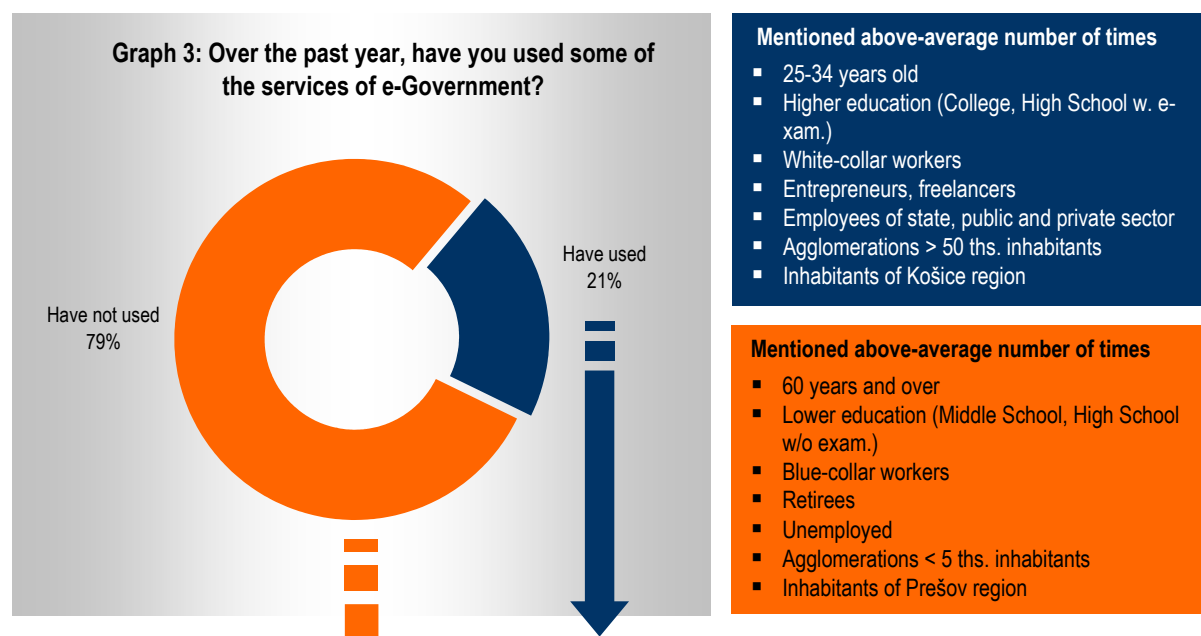 Graph 3: Over the past year, have you used some of
the services of e-Government?
Have used
21%
Have not used
79%
Mentioned above-average number of times
▪ 25-34 years old
▪ Higher education (College, High School w. e-
xam.)
▪ White-collar workers
▪ Entrepreneurs, freelancers
▪ Employees of state, public and private sector
▪ Agglomerations > 50 ths. inhabitants
▪ Inhabitants of Košice region
Mentioned above-average number of times
▪ 60 years and over
▪ Lower education (Middle School, High School
w/o exam.)
▪ Blue-collar workers
▪ Retirees
▪ Unemployed
▪ Agglomerations < 5 ths. inhabitants
▪ Inhabitants of Prešov region